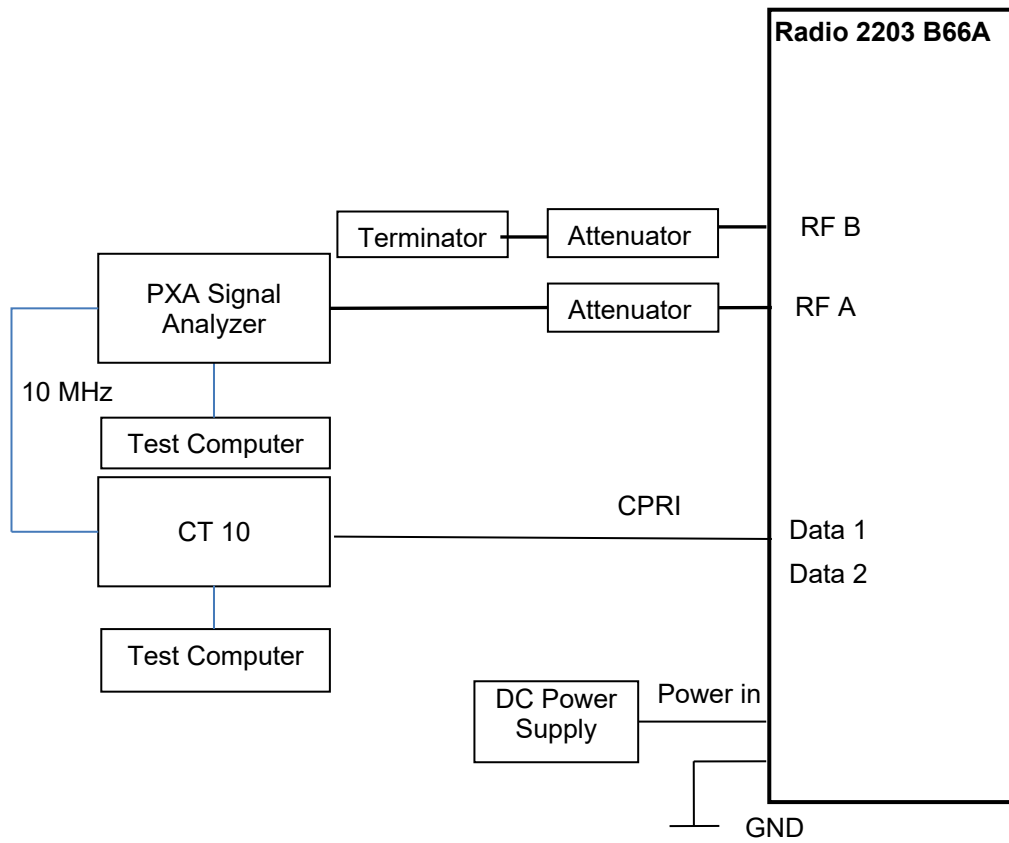 Radio 2203 B66A
Terminator
Attenuator
RF B
PXA Signal
Analyzer
Attenuator
RF A
10 MHz
Test Computer
CT 10
CPRI
Data 1
Data 2
Test Computer
DC Power
Supply
Power in
GND